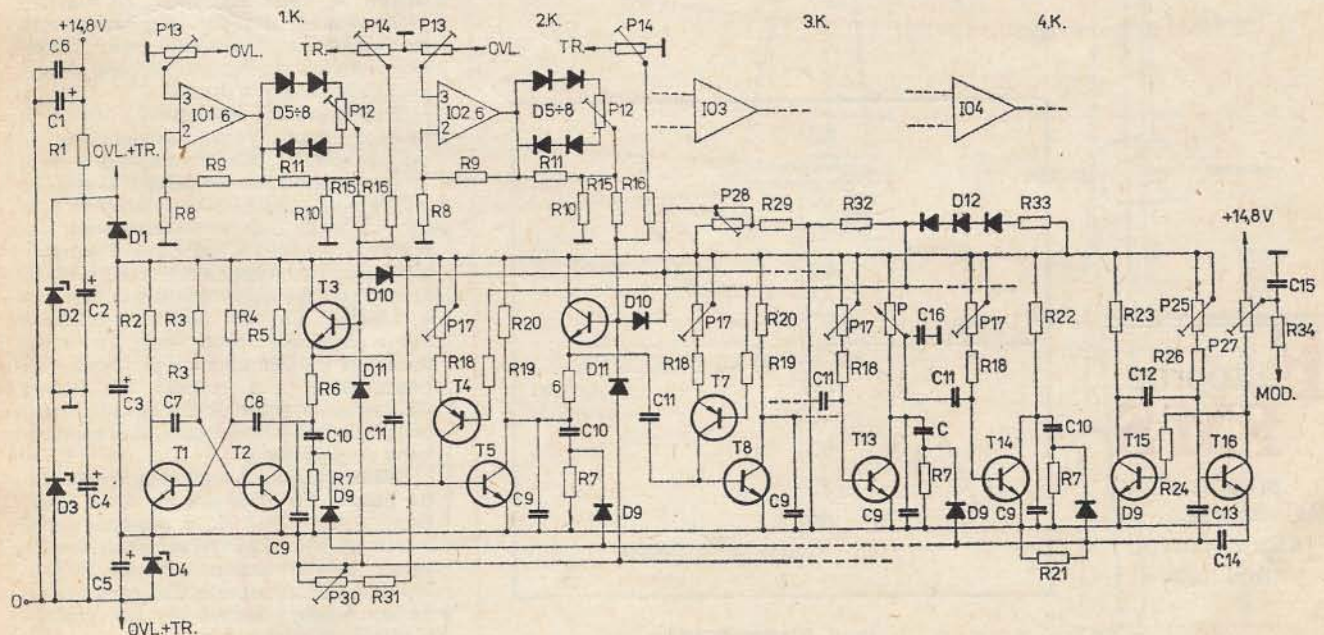 1.K. 2.K. 3.K. 4.K.
+14,8V P13 OVL. TR. P14 P13 OVL. TR. P14
C6
C1 +
3 IO1 6 2 D5÷8 P12 3 IO2 6 2 D5÷8 P12 IO3 IO4
R1
OVL.+TR.
R9 R11 R9 R11
R8 R10 R15 R16 R8 R10 R15 R16 P28 R29 R32 D12 R33 +14,8V
D1
D10 T3 D10 C15
D2 C2 + R2 R3 R4 R5 P17 R20 P17 R20 P17 P C16 P17 R22 R23 P25 P27 R34
R3 R6 D11 R18 R19 6 D11 R18 R19 C11 R18 C11 R18 C12 R26 MOD.
C3 + C7 C8 C10 C11 T4 C10 C11 T7
T1 T2 T5 T8 T13 C T14 C10 T15 T16
D3 C4 + R7 D9 C9 R7 D9 C9 C9 R7 D9 C9 R7 D9 R24 C13
C9 C14
C5 + D4 P30 R31 R21
0
OVL.+TR.